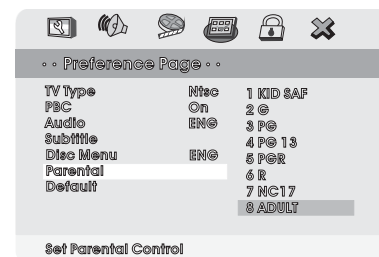 ·· Preference Page ··
TV Type Ntsc
PBC On
Audio ENG
Subtitle
Disc Menu ENG
Parental
Default
1 KID SAF
2 G
3 PG
4 PG 13
5 PGR
6 R
7 NC17
8 ADULT
Set Parental Control